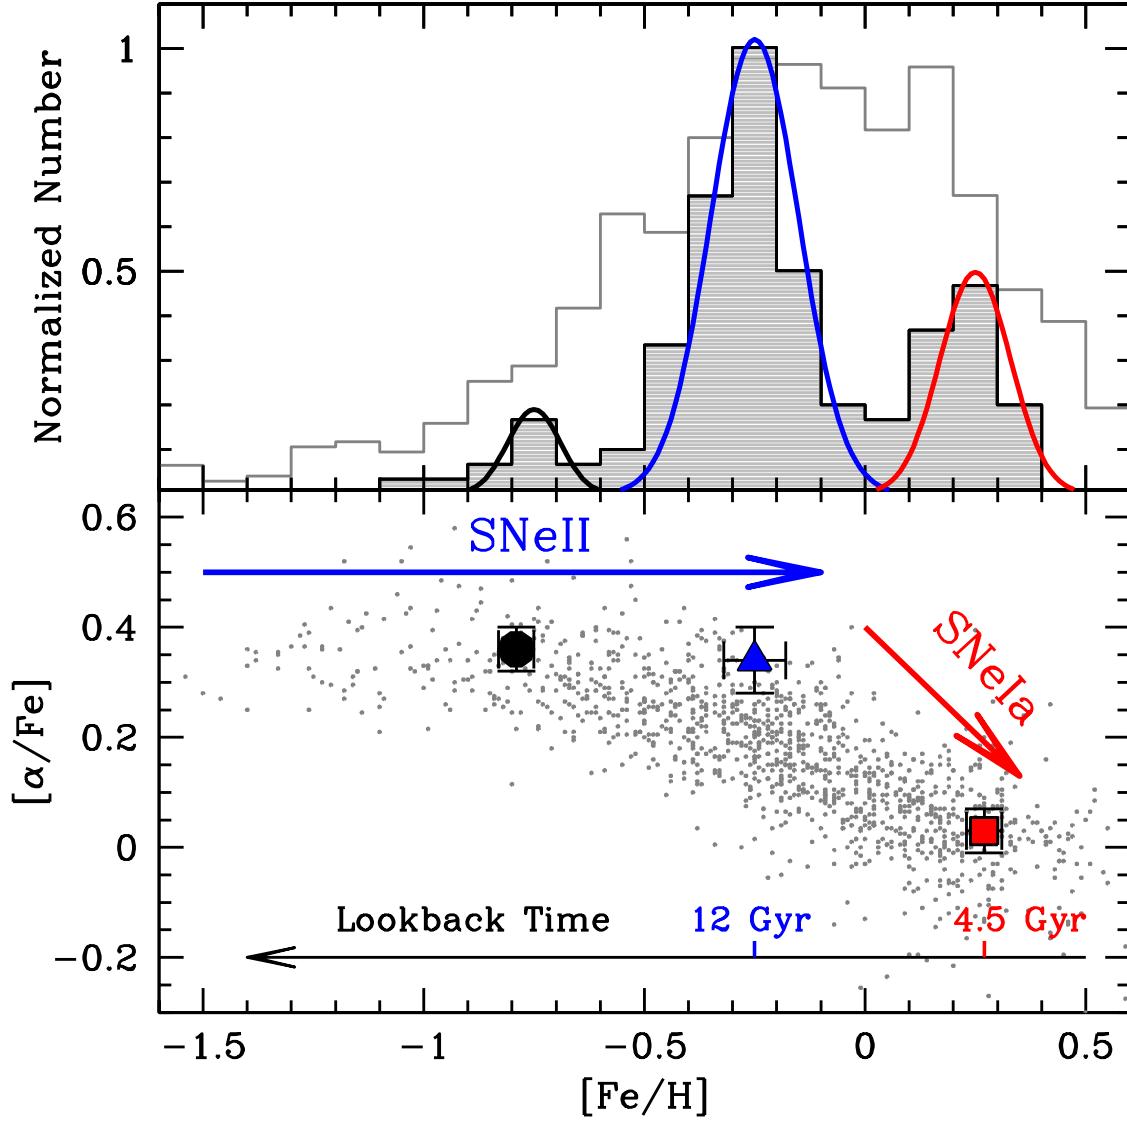 Normalized Number
1
0.5
[α/Fe]
0.6
0.4
0.2
0
−0.2
SNeII
SNeIa
Lookback Time
12 Gyr
4.5 Gyr
−1.5
−1
−0.5
0
0.5
[Fe/H]